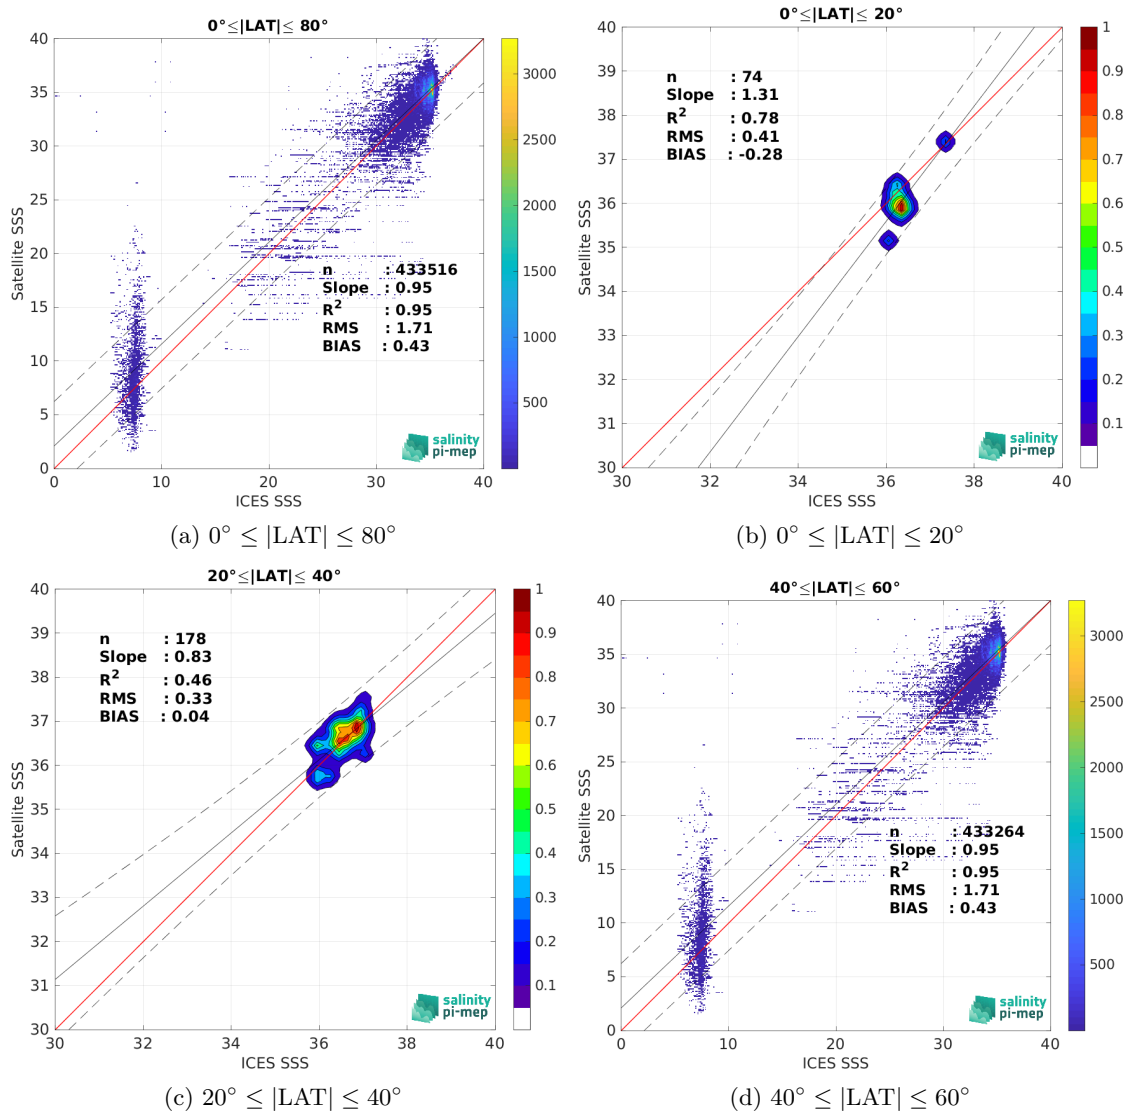 0°≤|LAT|≤ 80°
40
35
30
25
20
15
10
5
0
0
10
20
30
40
Satellite SSS
ICES SSS
n : 433516
Slope : 0.95
R² : 0.95
RMS : 1.71
BIAS : 0.43
salinity
pi-mep
3000
2500
2000
1500
1000
500
(a) 0° ≤ |LAT| ≤ 80°
0°≤|LAT|≤ 20°
40
39
38
37
36
35
34
33
32
31
30
30
32
34
36
38
40
Satellite SSS
ICES SSS
n : 74
Slope : 1.31
R² : 0.78
RMS : 0.41
BIAS : -0.28
salinity
pi-mep
1
0.9
0.8
0.7
0.6
0.5
0.4
0.3
0.2
0.1
(b) 0° ≤ |LAT| ≤ 20°
20°≤|LAT|≤ 40°
40
39
38
37
36
35
34
33
32
31
30
30
32
34
36
38
40
Satellite SSS
ICES SSS
n : 178
Slope : 0.83
R² : 0.46
RMS : 0.33
BIAS : 0.04
salinity
pi-mep
1
0.9
0.8
0.7
0.6
0.5
0.4
0.3
0.2
0.1
(c) 20° ≤ |LAT| ≤ 40°
40°≤|LAT|≤ 60°
40
35
30
25
20
15
10
5
0
0
10
20
30
40
Satellite SSS
ICES SSS
n : 433264
Slope : 0.95
R² : 0.95
RMS : 1.71
BIAS : 0.43
salinity
pi-mep
3000
2500
2000
1500
1000
500
(d) 40° ≤ |LAT| ≤ 60°